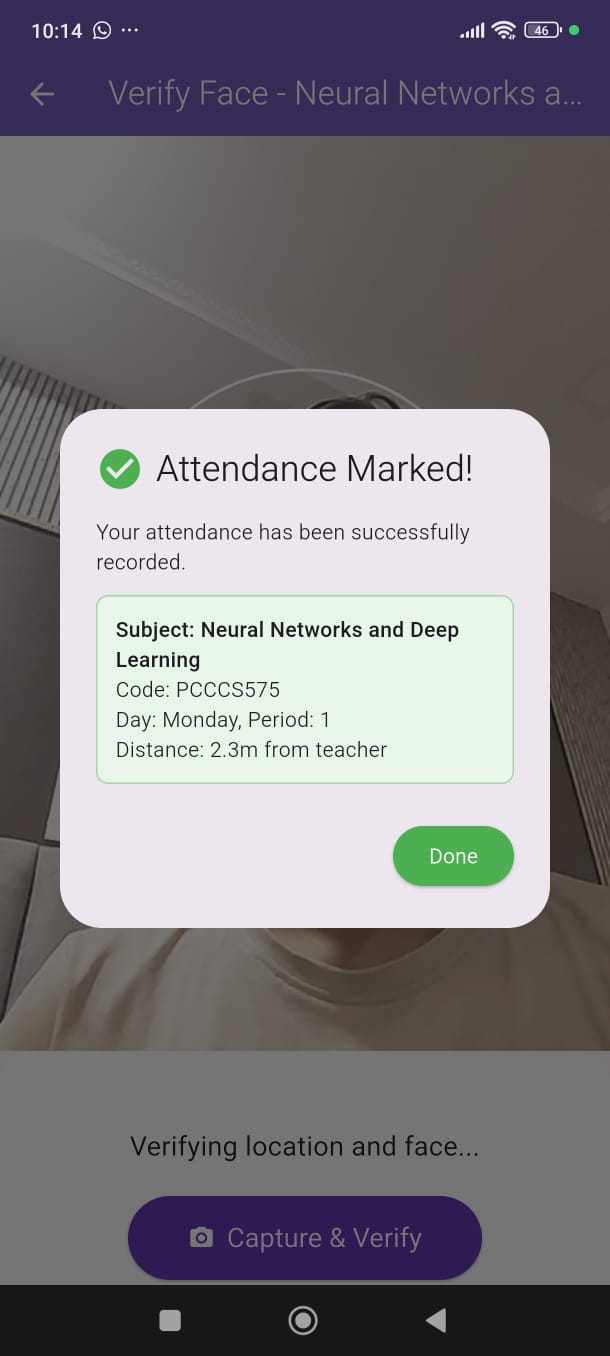 10:14
46
Verify Face - Neural Networks a...
Attendance Marked!
Your attendance has been successfully
recorded.
Subject: Neural Networks and Deep
Learning
Code: PCCCS575
Day: Monday, Period: 1
Distance: 2.3m from teacher
Done
Verifying location and face...
Capture & Verify